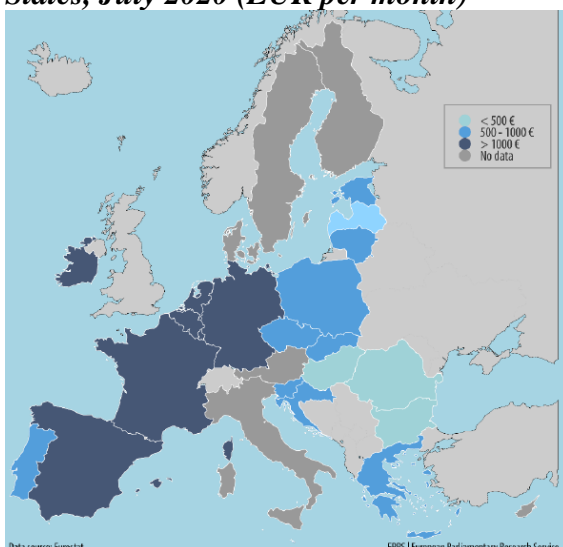 States, July 2020 (EUR per month)
< 500 €
500 - 1000 €
> 1000 €
No data
Data source: Eurostat
EPRS | European Parliamentary Research Service